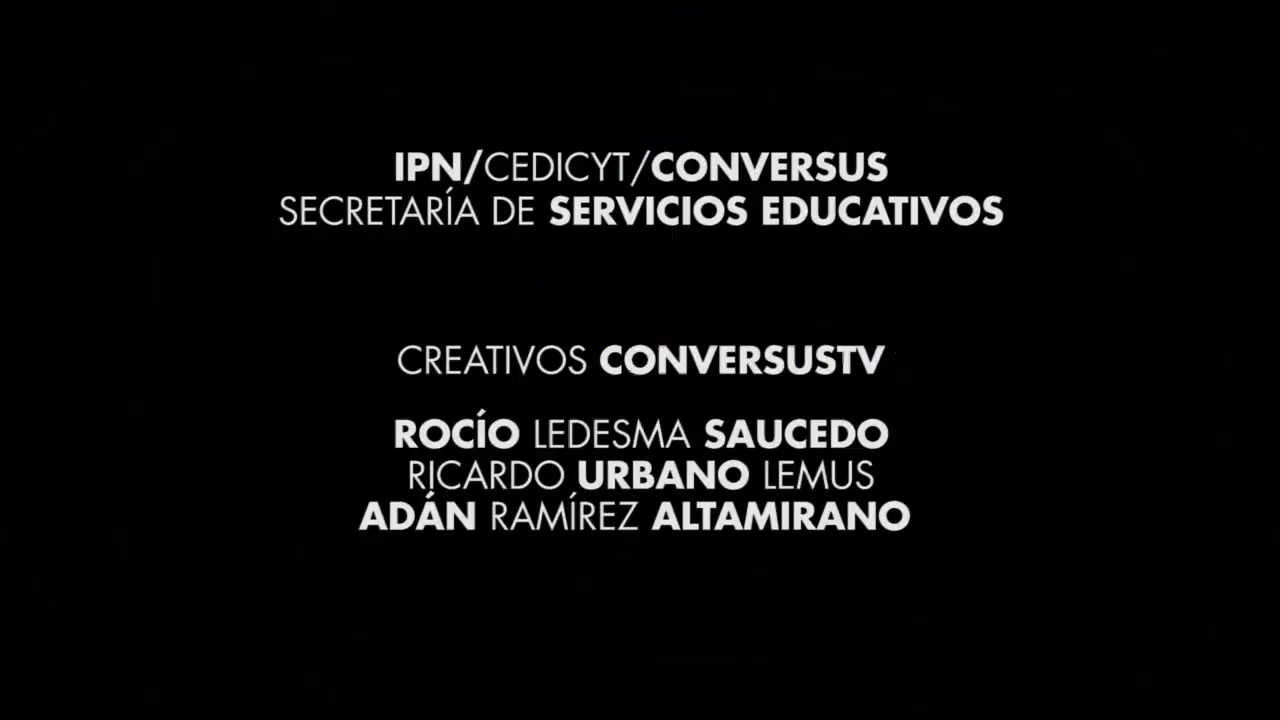 IPN/CEDICYT/CONVERSUS
SECRETARÍA DE SERVICIOS EDUCATIVOS
CREATIVOS CONVERSUSTV
ROCÍO LEDESMA SAUCEDO
RICARDO URBANO LEMUS
ADÁN RAMÍREZ ALTAMIRANO